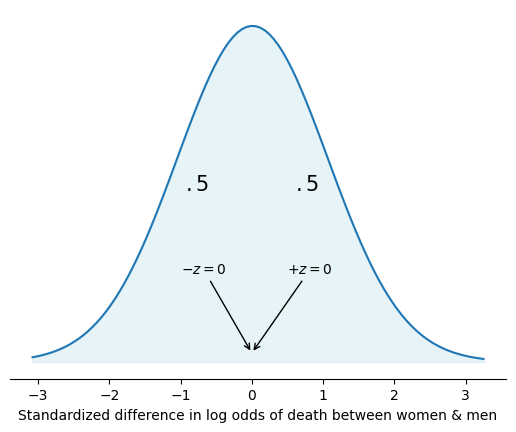 .5 .5
−z = 0 +z = 0
−3 −2 −1 0 1 2 3
Standardized difference in log odds of death between women & men